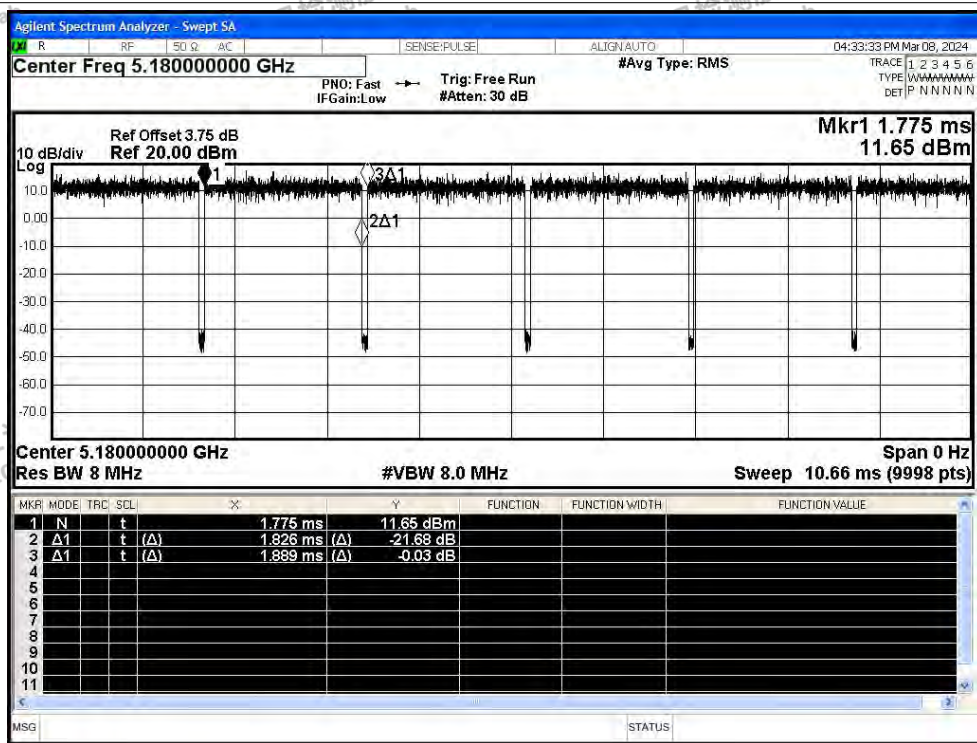 Agilent Spectrum Analyzer - Swept SA
R RF 50 Ω AC SENSE:PULSE ALIGN AUTO 04:33:33 PM Mar 08, 2024
Center Freq 5.180000000 GHz
PNO: Fast
IFGain:Low
Trig: Free Run
#Atten: 30 dB
#Avg Type: RMS
TRACE 1 2 3 4 5 6
TYPE
DET P N N N N N
Mkr1 1.775 ms
11.65 dBm
Ref Offset 3.75 dB
10 dB/div Ref 20.00 dBm
Log
1 3Δ1
10.0
0.00 2Δ1
-10.0
-20.0
-30.0
-40.0
-50.0
-60.0
-70.0
Center 5.180000000 GHz Span 0 Hz
Res BW 8 MHz #VBW 8.0 MHz Sweep 10.66 ms (9998 pts)
MKR MODE TRC SCL X Y FUNCTION FUNCTION WIDTH FUNCTION VALUE
1 N t 1.775 ms 11.65 dBm
2 Δ1 t (Δ) 1.826 ms (Δ) -21.68 dB
3 Δ1 t (Δ) 1.889 ms (Δ) -0.03 dB
4
5
6
7
8
9
10
11
MSG STATUS